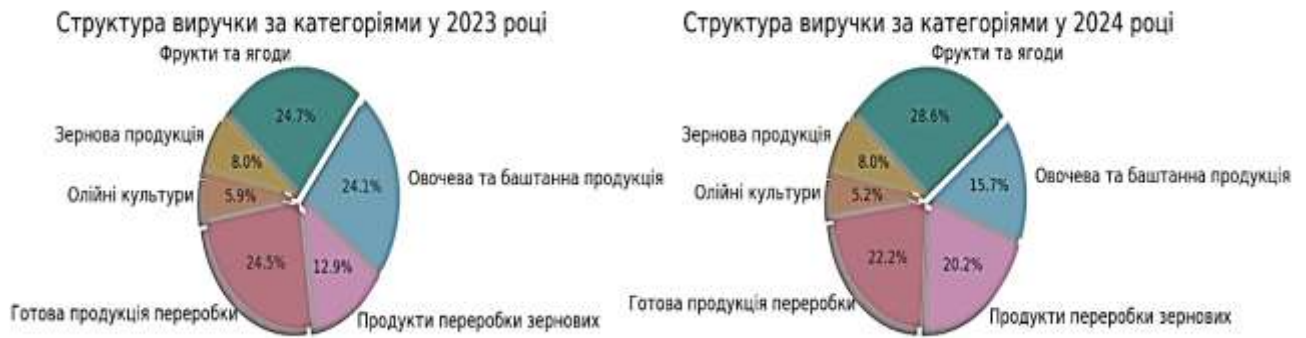 Структура виручки за категоріями у 2023 році
Фрукти та ягоди
24.7%
Зернова продукція
8.0%
Олійні культури
5.9%
24.1%
Овочева та баштанна продукція
24.5%
12.9%
Готова продукція переробки
Продукти переробки зернових
Структура виручки за категоріями у 2024 році
Фрукти та ягоди
28.6%
Зернова продукція
8.0%
Олійні культури
5.2%
15.7%
Овочева та баштанна продукція
22.2%
20.2%
Готова продукція переробки
Продукти переробки зернових